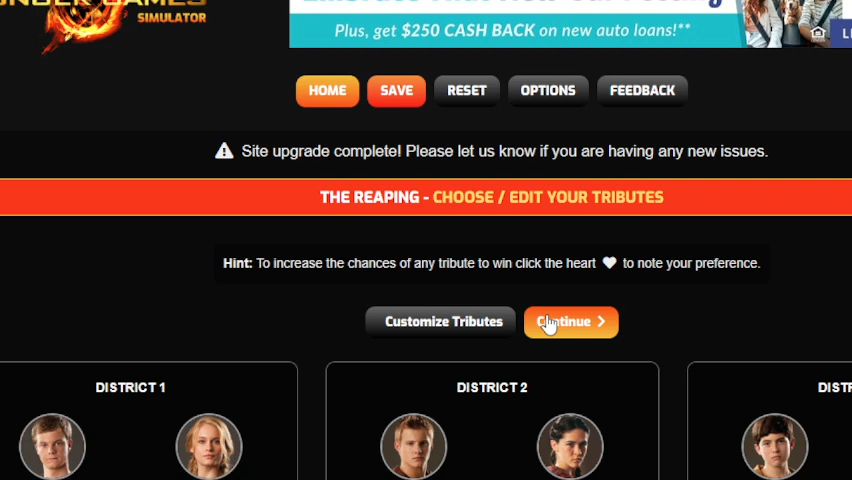 SIMULATOR
Plus, get $250 CASH BACK on new auto loans!**
HOME
SAVE
RESET
OPTIONS
FEEDBACK
Site upgrade complete! Please let us know if you are having any new issues.
THE REAPING - CHOOSE / EDIT YOUR TRIBUTES
Hint: To increase the chances of any tribute to win click the heart ♥ to note your preference.
Customize Tributes
Continue >
DISTRICT 1
DISTRICT 2
DISTR